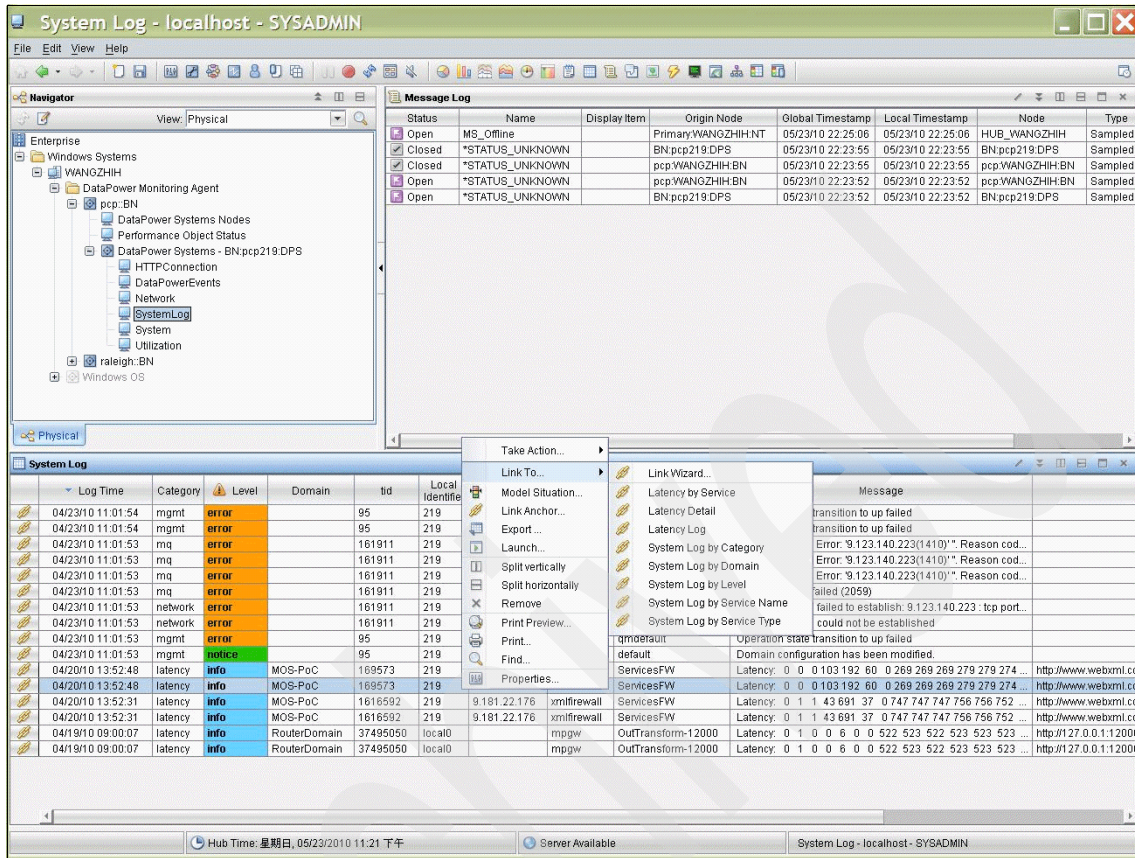 System Log - localhost - SYSADMIN
File Edit View Help
Navigator
View: Physical
Enterprise
Windows Systems
WANGZHIH
DataPower Monitoring Agent
pcp::BN
DataPower Systems Nodes
Performance Object Status
DataPower Systems - BN:pcp219:DPS
HTTPConnection
DataPowerEvents
Network
SystemLog
System
Utilization
raleigh::BN
Windows OS
Physical
Message Log
Status Name Display Item Origin Node Global Timestamp Local Timestamp Node Type
Open MS_Offline Primary:WANGZHIH:NT 05/23/10 22:25:06 05/23/10 22:25:06 HUB_WANGZHIH Sampled
Closed *STATUS_UNKNOWN BN:pcp219:DPS 05/23/10 22:23:55 05/23/10 22:23:55 BN:pcp219:DPS Sampled
Closed *STATUS_UNKNOWN pcp:WANGZHIH:BN 05/23/10 22:23:55 05/23/10 22:23:55 pcp:WANGZHIH:BN Sampled
Open *STATUS_UNKNOWN pcp:WANGZHIH:BN 05/23/10 22:23:52 05/23/10 22:23:52 pcp:WANGZHIH:BN Sampled
Open *STATUS_UNKNOWN BN:pcp219:DPS 05/23/10 22:23:52 05/23/10 22:23:52 BN:pcp219:DPS Sampled
System Log
Log Time Category Level Domain tid Local Identifie Message
04/23/10 11:01:54 mgmt error 95 219 transition to up failed
04/23/10 11:01:54 mgmt error 95 219 transition to up failed
04/23/10 11:01:53 mq error 161911 219 Error: '9.123.140.223(1410)' ". Reason cod...
04/23/10 11:01:53 mq error 161911 219 Error: '9.123.140.223(1410)' ". Reason cod...
04/23/10 11:01:53 mq error 161911 219 Error: '9.123.140.223(1410)' ". Reason cod...
04/23/10 11:01:53 mq error 161911 219 failed (2059)
04/23/10 11:01:53 network error 161911 219 failed to establish: 9.123.140.223 : tcp port...
04/23/10 11:01:53 network error 161911 219 could not be established
04/23/10 11:01:53 mgmt error 95 219 qmdefault Operation state transition to up failed
04/23/10 11:01:53 mgmt notice 95 219 default Domain configuration has been modified.
04/20/10 13:52:48 latency info MOS-PoC 169573 219 ServicesFW Latency: 0 0 0 103 192 60 0 269 269 269 279 279 274 ... http://www.webxml.co
04/20/10 13:52:48 latency info MOS-PoC 169573 219 ServicesFW Latency: 0 0 0 103 192 60 0 269 269 269 279 279 274 ... http://www.webxml.co
04/20/10 13:52:31 latency info MOS-PoC 1616592 219 9.181.22.176 xmlfirewall ServicesFW Latency: 0 1 1 43 691 37 0 747 747 747 756 756 752 ... http://www.webxml.co
04/20/10 13:52:31 latency info MOS-PoC 1616592 219 9.181.22.176 xmlfirewall ServicesFW Latency: 0 1 1 43 691 37 0 747 747 747 756 756 752 ... http://www.webxml.co
04/19/10 09:00:07 latency info RouterDomain 37495050 local0 mpgw OutTransform-12000 Latency: 0 1 0 0 6 0 0 522 523 522 523 523 523 ... http://127.0.0.1:12000
04/19/10 09:00:07 latency info RouterDomain 37495050 local0 mpgw OutTransform-12000 Latency: 0 1 0 0 6 0 0 522 523 522 523 523 523 ... http://127.0.0.1:12000
Take Action...
Link To...
Model Situation...
Link Anchor...
Export ...
Launch...
Split vertically
Split horizontally
Remove
Print Preview...
Print...
Find...
Properties...
Link Wizard...
Latency by Service
Latency Detail
Latency Log
System Log by Category
System Log by Domain
System Log by Level
System Log by Service Name
System Log by Service Type
Hub Time: 星期日, 05/23/2010 11:21 下午
Server Available
System Log - localhost - SYSADMIN